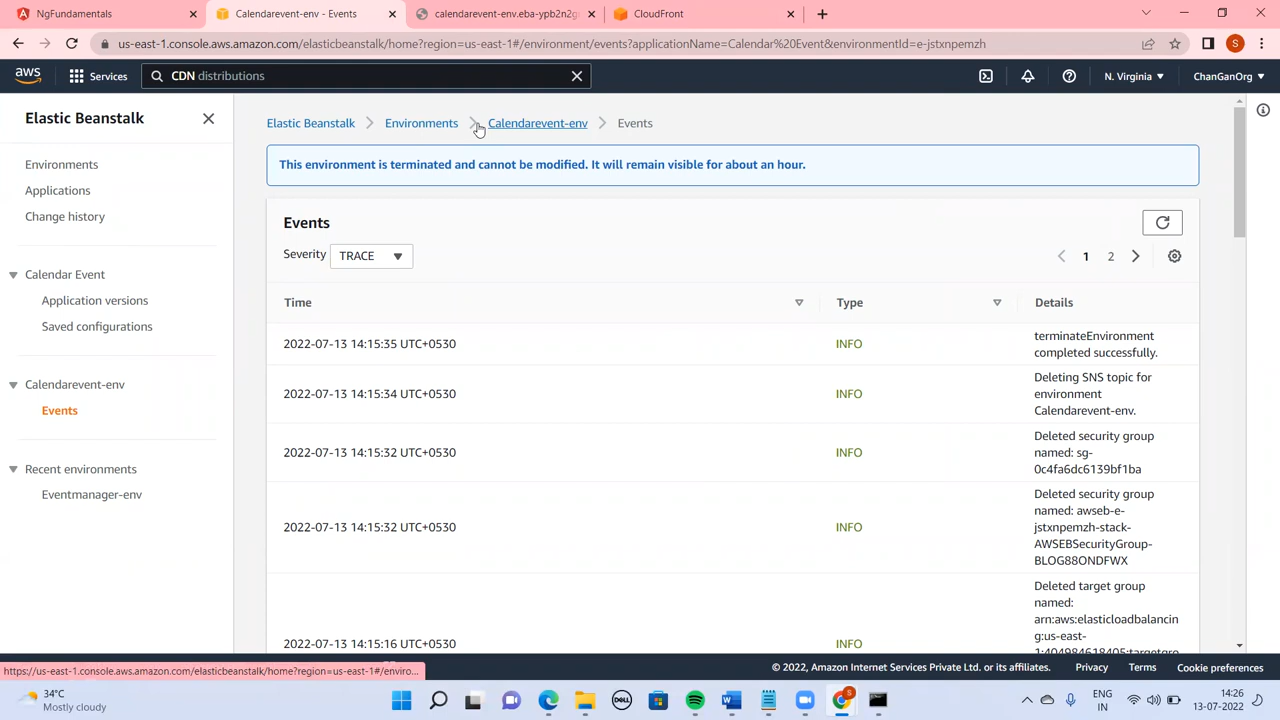 NgFundamentals
Calendarevent-env - Events
calendarevent-env.eba-ypb2n2g
CloudFront
us-east-1.console.aws.amazon.com/elasticbeanstalk/home?region=us-east-1#/environment/events?applicationName=Calendar%20Event&environmentId=e-jstxnpemzh
S
aws
Services
CDN distributions
N. Virginia
ChanGanOrg
Elastic Beanstalk
Environments
Applications
Change history
Calendar Event
Application versions
Saved configurations
Calendarevent-env
Events
Recent environments
Eventmanager-env
Elastic Beanstalk
Environments
Calendarevent-env
Events
This environment is terminated and cannot be modified. It will remain visible for about an hour.
Events
Severity
TRACE
1
2
Time
Type
Details
2022-07-13 14:15:35 UTC+0530
INFO
terminateEnvironment
completed successfully.
2022-07-13 14:15:34 UTC+0530
INFO
Deleting SNS topic for
environment
Calendarevent-env.
2022-07-13 14:15:32 UTC+0530
INFO
Deleted security group
named: sg-
0c4fa6dc6139bf1ba
2022-07-13 14:15:32 UTC+0530
INFO
Deleted security group
named: awseb-e-
jstxnpemzh-stack-
AWSEBSecurityGroup-
BLOG88ONDFWX
2022-07-13 14:15:16 UTC+0530
INFO
Deleted target group
named:
arn:aws:elasticloadbalancin
g:us-east-
1:404984618405:targetgro
https://us-east-1.console.aws.amazon.com/elasticbeanstalk/home?region=us-east-1#/enviro...
© 2022, Amazon Internet Services Private Ltd. or its affiliates.
Privacy
Terms
Cookie preferences
34°C
Mostly cloudy
DELL
S
ENG
IN
14:26
13-07-2022